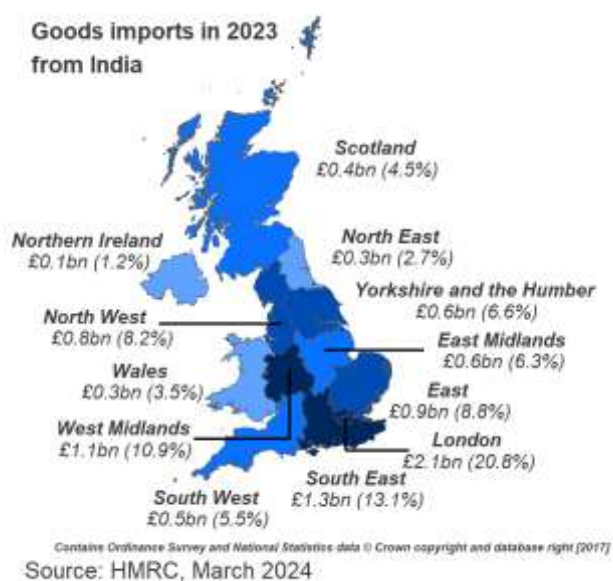 Goods imports in 2023
from India
Scotland
£0.4bn (4.5%)
Northern Ireland
£0.1bn (1.2%)
North East
£0.3bn (2.7%)
Yorkshire and the Humber
£0.6bn (6.6%)
North West
£0.8bn (8.2%)
East Midlands
£0.6bn (6.3%)
Wales
£0.3bn (3.5%)
East
£0.9bn (8.8%)
West Midlands
£1.1bn (10.9%)
London
£2.1bn (20.8%)
South East
£1.3bn (13.1%)
South West
£0.5bn (5.5%)
Contains Ordinance Survey and National Statistics data © Crown copyright and database right [2017]
Source: HMRC, March 2024